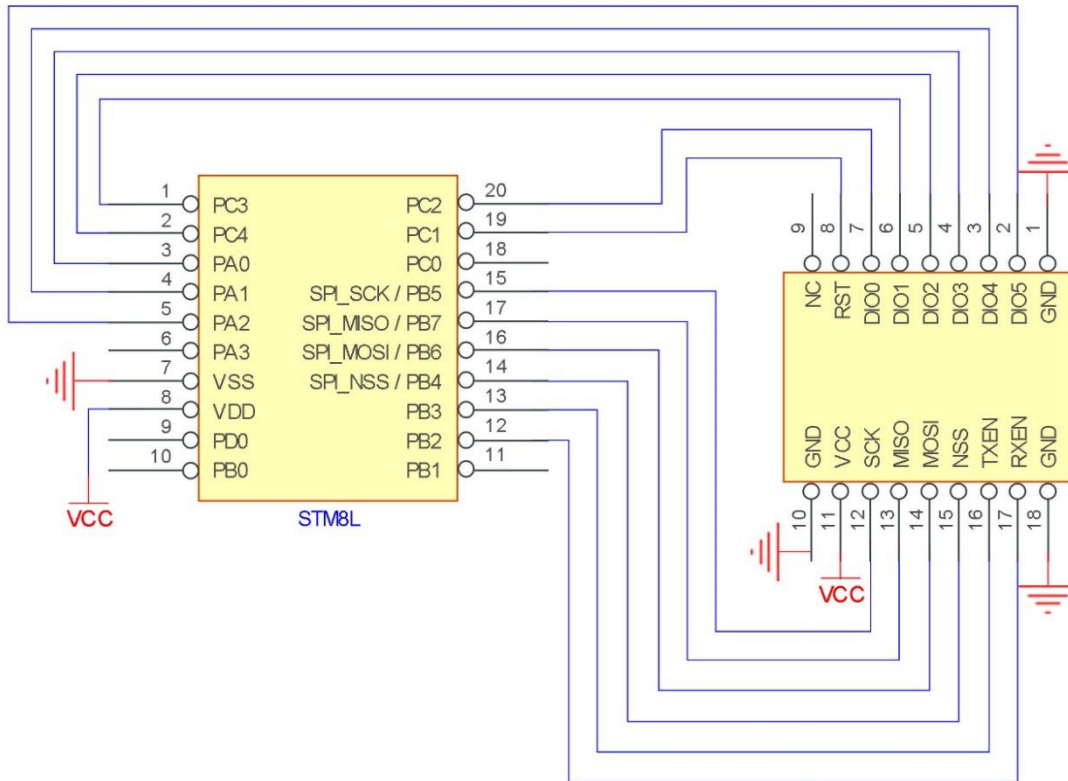 1 PC3 PC2 20
2 PC4 PC1 19
3 PA0 PC0 18
4 PA1 SPI_SCK / PB5 15
5 PA2 SPI_MISO / PB7 17
6 PA3 SPI_MOSI / PB6 16
7 VSS SPI_NSS / PB4 14
8 VDD PB3 13
9 PD0 PB2 12
10 PB0 PB1 11
VCC
STM8L
9 8 7 6 5 4 3 2 1
NC RST DIO0 DIO1 DIO2 DIO3 DIO4 DIO5 GND
GND VCC SCK MISO MOSI NSS TXEN RXEN GND
10 11 12 13 14 15 16 17 18
VCC